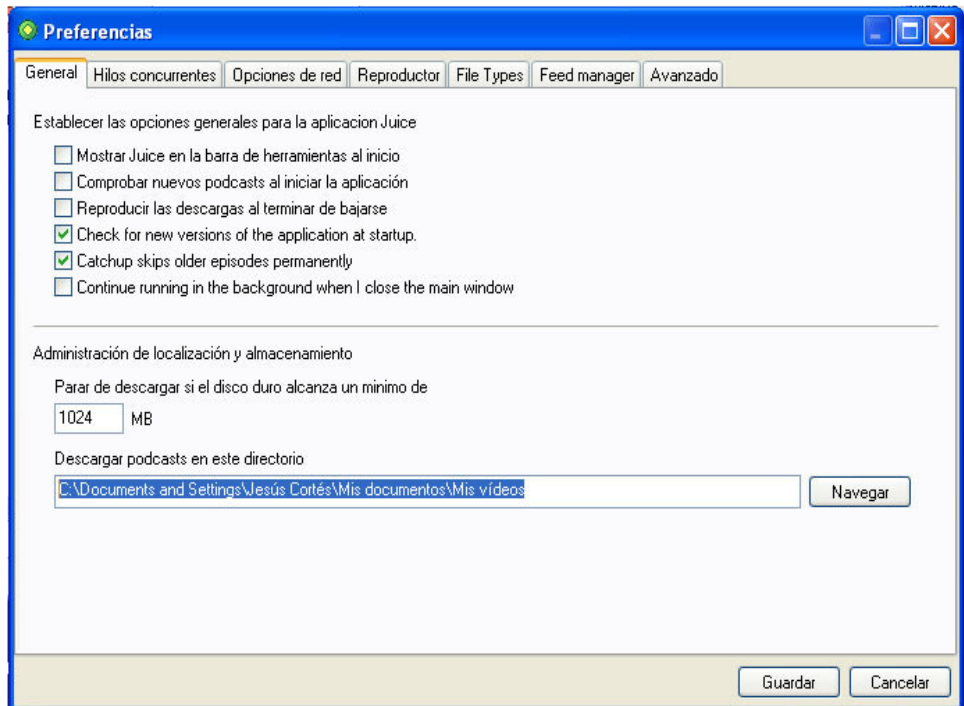 Preferencias
General Hilos concurrentes Opciones de red Reproductor File Types Feed manager Avanzado
Establecer las opciones generales para la aplicacion Juice
Mostrar Juice en la barra de herramientas al inicio
Comprobar nuevos podcasts al iniciar la aplicación
Reproducir las descargas al terminar de bajarse
Check for new versions of the application at startup.
Catchup skips older episodes permanently
Continue running in the background when I close the main window
Administración de localización y almacenamiento
Parar de descargar si el disco duro alcanza un minimo de
1024 MB
Descargar podcasts en este directorio
C:\Documents and Settings\Jesús Cortés\Mis documentos\Mis vídeos Navegar
Guardar Cancelar